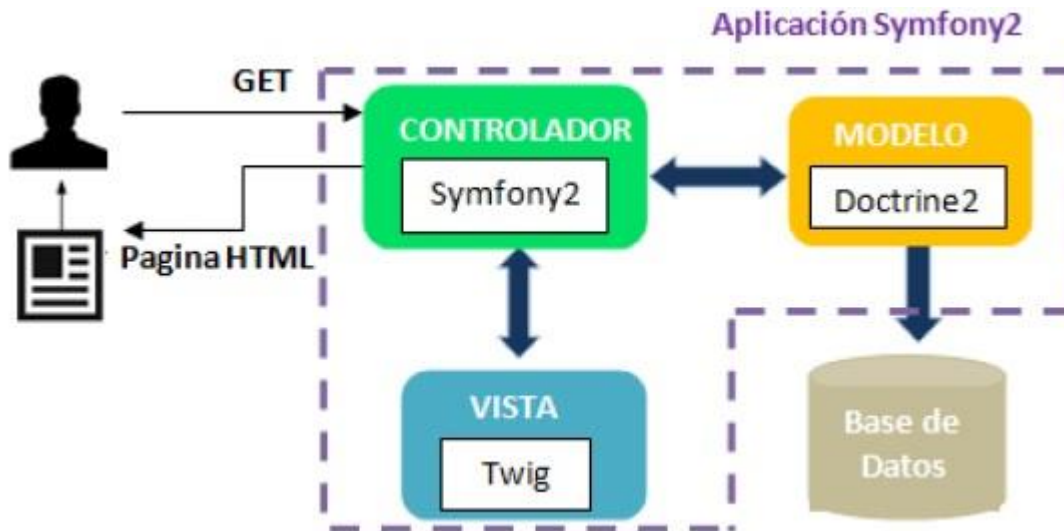 Aplicación Symfony2
GET
CONTROLADOR
Symfony2
MODELO
Doctrine2
Pagina HTML
VISTA
Twig
Base de
Datos